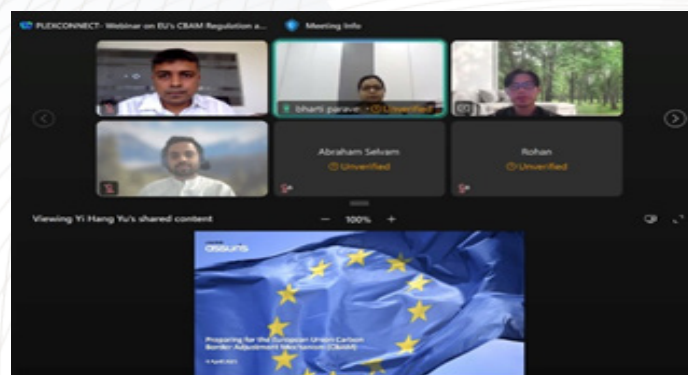 PLEXCONNECT- Webinar on EU's CBAM Regulation a...
Meeting Info
bharti parave
Unverified
Abraham Selvam
Unverified
Rohan
Unverified
Viewing Yi Hang Yu's shared content
100%
assuris
Preparing for the European Union Carbon
Border Adjustment Mechanism (CBAM)